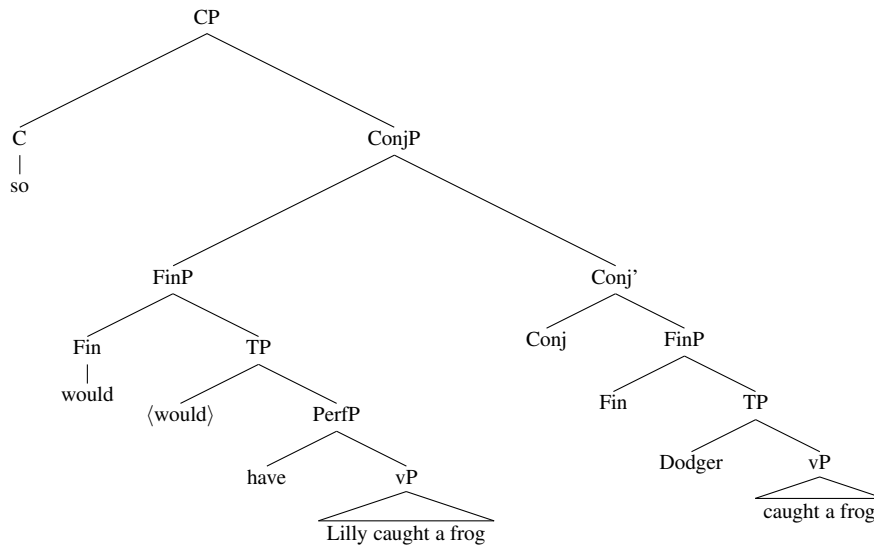 CP
C ConjP
so
FinP Conj’
Fin TP Conj FinP
would ⟨would⟩ PerfP Fin TP
have vP Dodger vP
Lilly caught a frog caught a frog